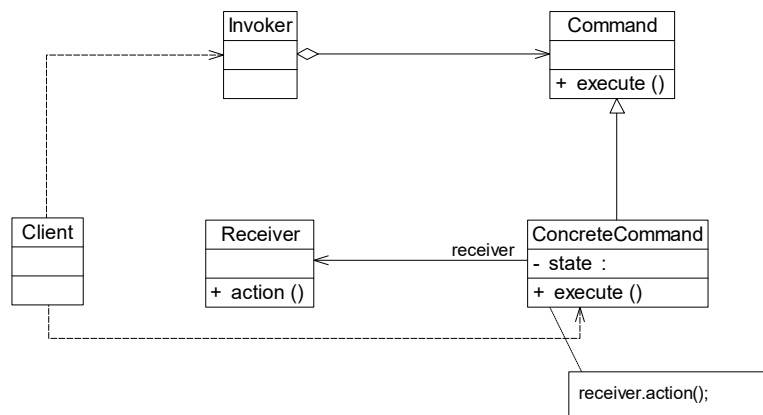 Invoker
Command
+ execute ()
Client
Receiver
+ action ()
receiver
ConcreteCommand
- state :
+ execute ()
receiver.action();